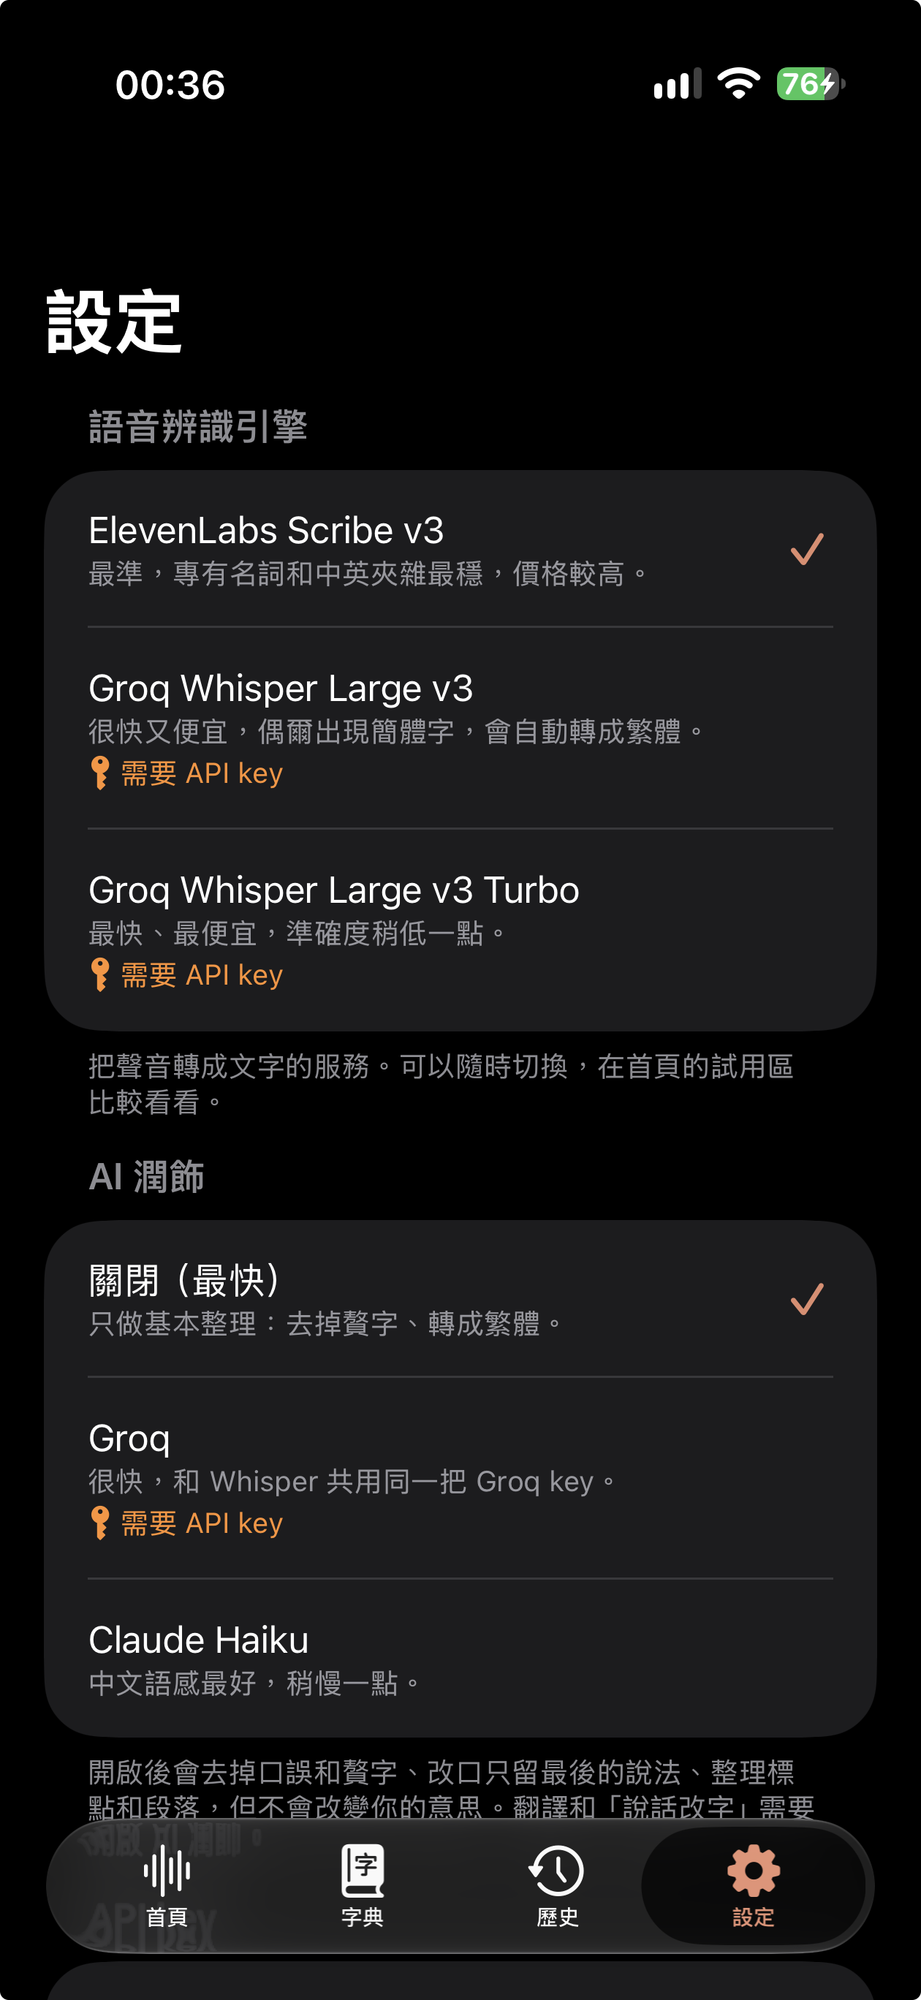 00:36
76
設定
語音辨識引擎
ElevenLabs Scribe v3
最準，專有名詞和中英夾雜最穩，價格較高。
Groq Whisper Large v3
很快又便宜，偶爾出現簡體字，會自動轉成繁體。
需要 API key
Groq Whisper Large v3 Turbo
最快、最便宜，準確度稍低一點。
需要 API key
把聲音轉成文字的服務。可以隨時切換，在首頁的試用區
比較看看。
AI 潤飾
關閉（最快）
只做基本整理：去掉贅字、轉成繁體。
Groq
很快，和 Whisper 共用同一把 Groq key。
需要 API key
Claude Haiku
中文語感最好，稍慢一點。
開啟後會去掉口誤和贅字、改口只留最後的說法、整理標
點和段落，但不會改變你的意思。翻譯和「說話改字」需要
開啟 AI 潤飾。
API key
字
首頁
字典
歷史
設定